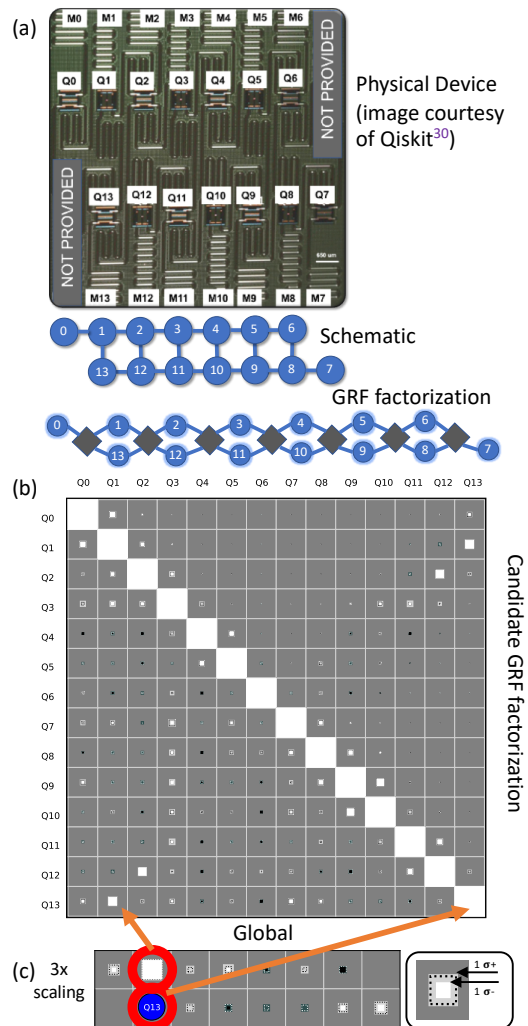 (a)
M0 M1 M2 M3 M4 M5 M6
NOT PROVIDED
Q0 Q1 Q2 Q3 Q4 Q5 Q6
Physical Device
(image courtesy
of Qiskit30)
NOT PROVIDED
Q13 Q12 Q11 Q10 Q9 Q8 Q7
650 um
M13 M12 M11 M10 M9 M8 M7
0 1 2 3 4 5 6
Schematic
13 12 11 10 9 8 7
GRF factorization
0 1 2 3 4 5 6
13 12 11 10 9 8 7
(b)
Q0 Q1 Q2 Q3 Q4 Q5 Q6 Q7 Q8 Q9 Q10 Q11 Q12 Q13
Q0
Q1
Q2
Q3
Q4
Q5
Q6
Q7
Q8
Q9
Q10
Q11
Q12
Q13
Candidate GRF factorization
Global
(c)
3x
scaling
Q13
1 σ+
1 σ-